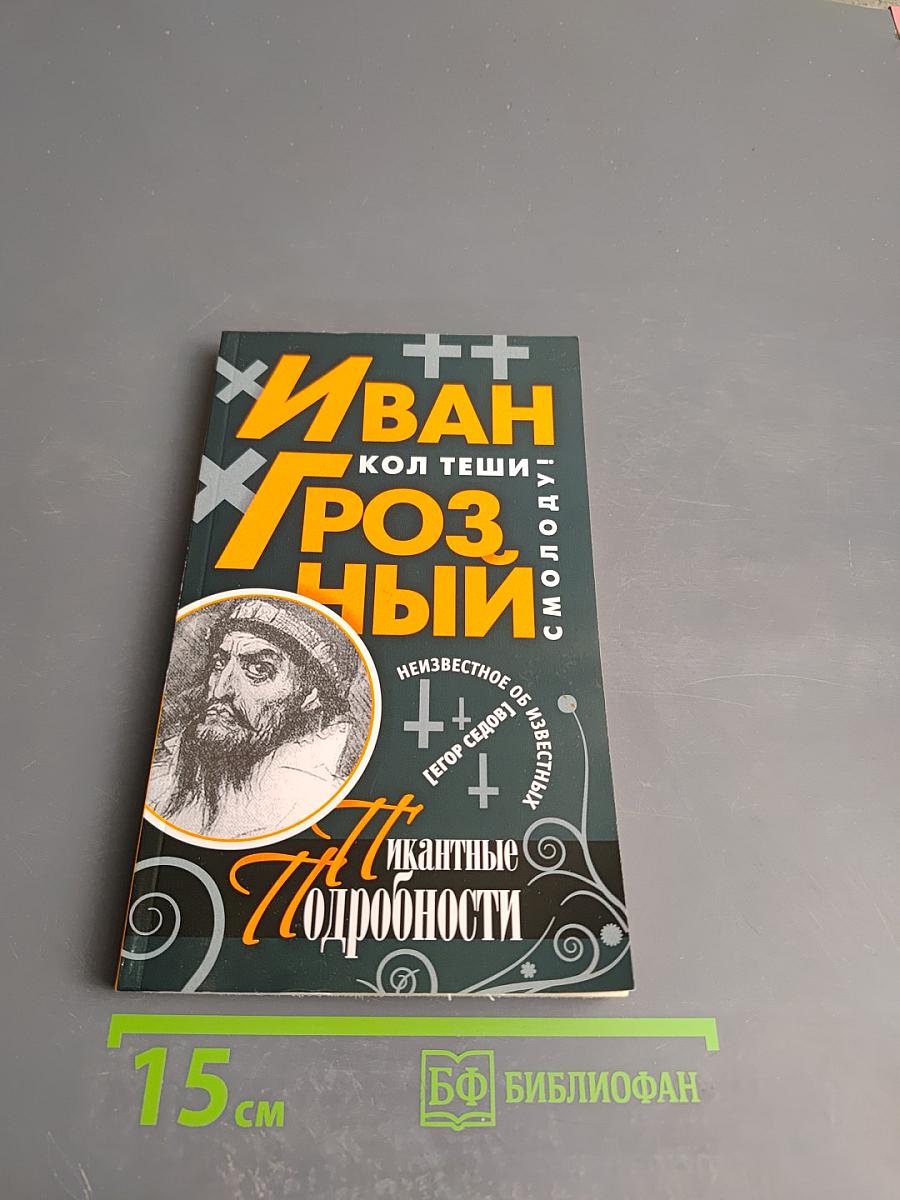 ИВАН
КОЛ ТЕШИ
СМОЛОДУ!
ГРОЗ
НЫЙ
НЕИЗВЕСТНОЕ ОБ ИЗВЕСТНЫХ
[ЕГОР СЕДОВ]
Пикантные
Подробности
15 см
БФ БИБЛИОФАН